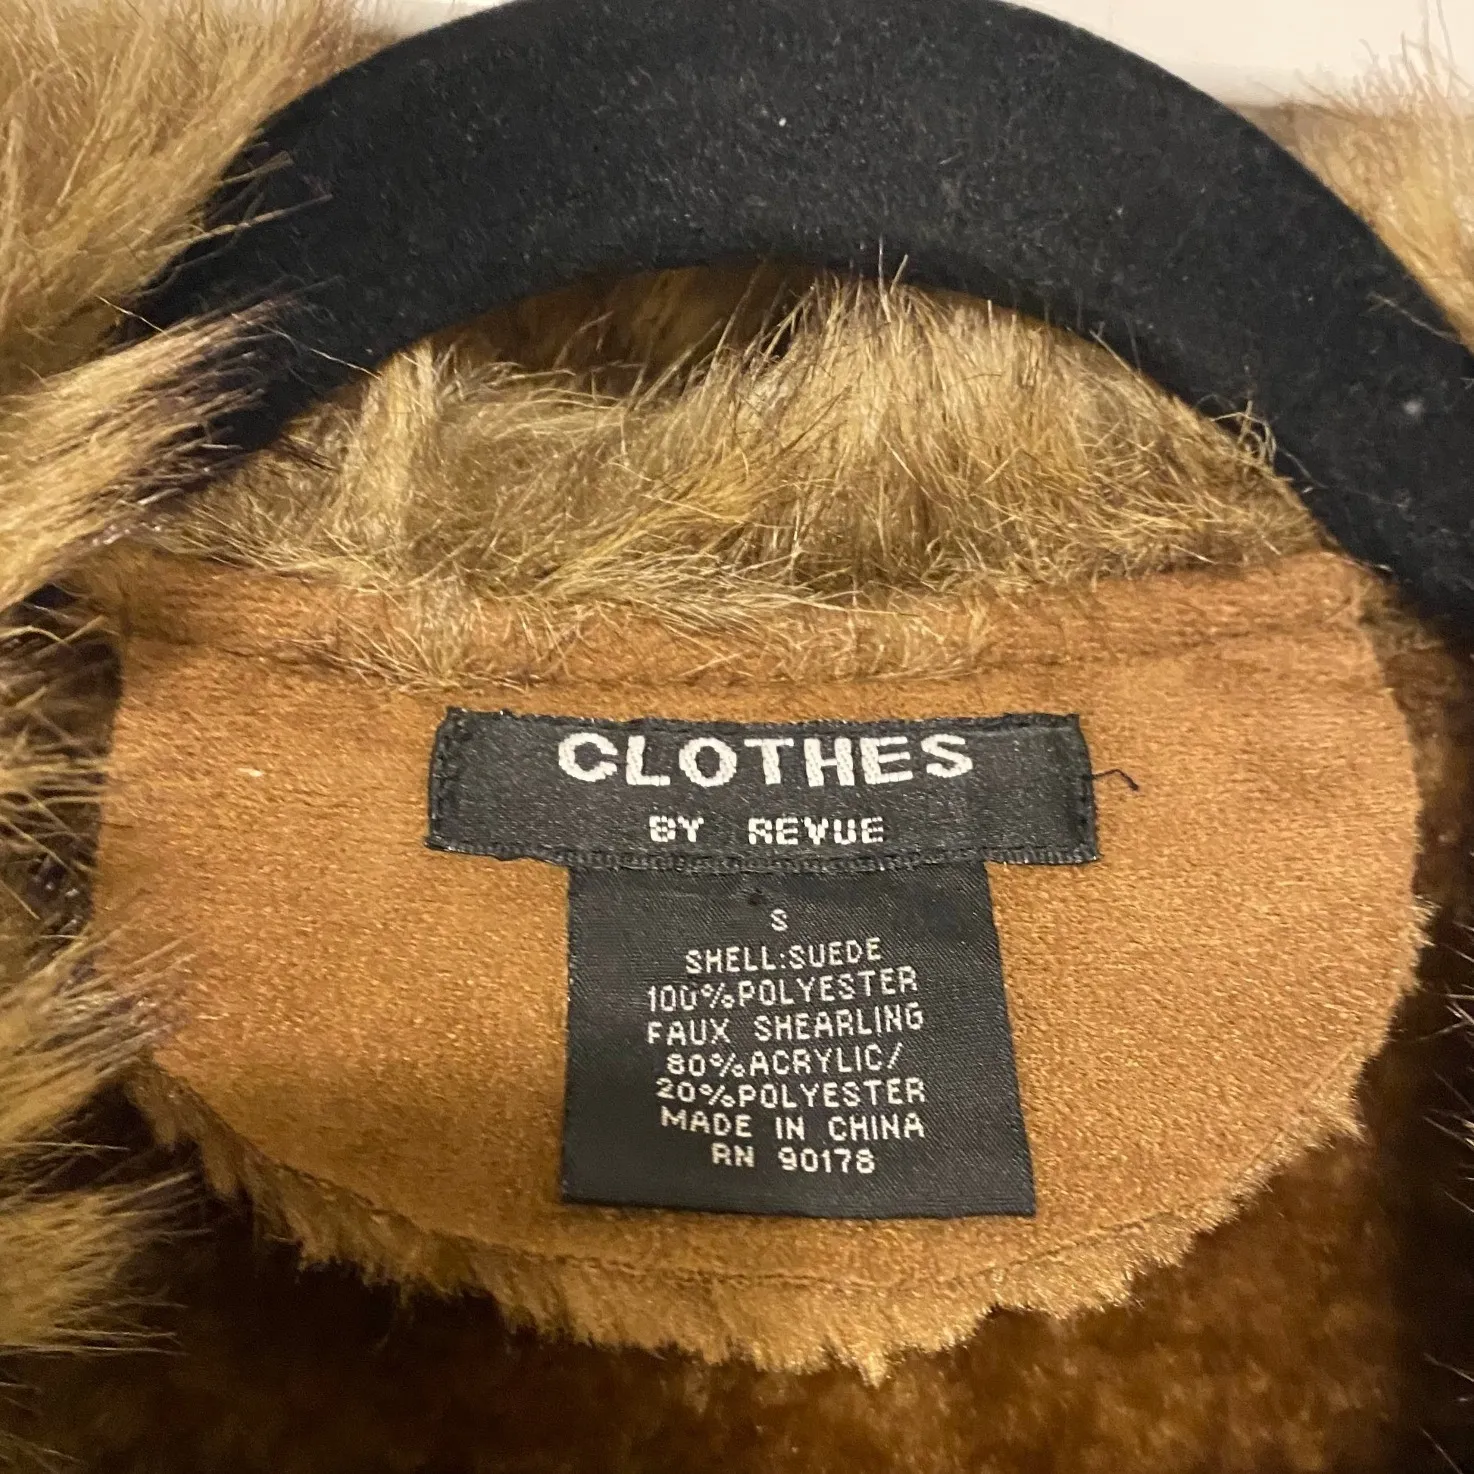 CLOTHES
BY REVUE
S
SHELL:SUEDE
100%POLYESTER
FAUX SHEARLING
80%ACRYLIC/
20%POLYESTER
MADE IN CHINA
RN 90178